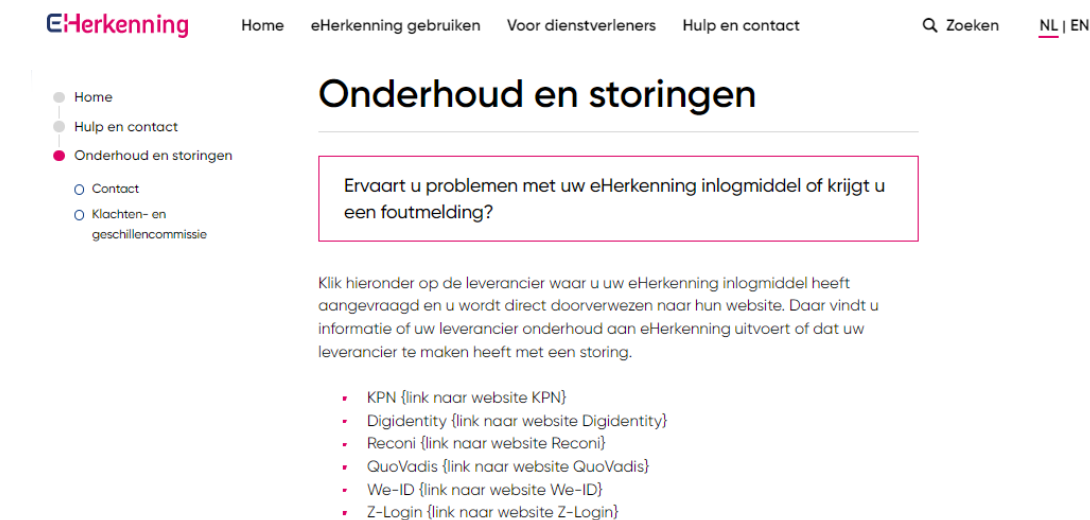 EHerkenning
Home eHerkenning gebruiken Voor dienstverleners Hulp en contact Zoeken NL | EN
Home
Hulp en contact
Onderhoud en storingen
Contact
Klachten- en
geschillencommissie
Onderhoud en storingen
Ervaart u problemen met uw eHerkenning inlogmiddel of krijgt u
een foutmelding?
Klik hieronder op de leverancier waar u uw eHerkenning inlogmiddel heeft
aangevraagd en u wordt direct doorverwezen naar hun website. Daar vindt u
informatie of uw leverancier onderhoud aan eHerkenning uitvoert of dat uw
leverancier te maken heeft met een storing.
KPN {link naar website KPN}
Digidentity {link naar website Digidentity}
Reconi {link naar website Reconi}
QuoVadis {link naar website QuoVadis}
We-ID {link naar website We-ID}
Z-Login {link naar website Z-Login}